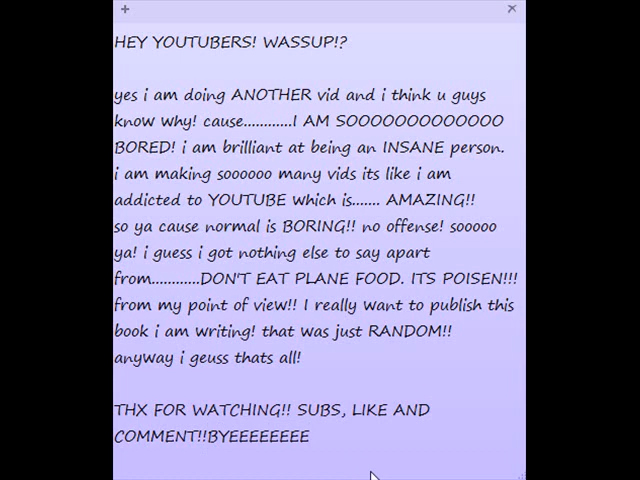 HEY YOUTUBERS! WASSUP!?
yes i am doing ANOTHER vid and i think u guys
know why! cause............I AM SOOOOOOOOOOOOO
BORED! i am brilliant at being an INSANE person.
i am making soooooo many vids its like i am
addicted to YOUTUBE which is....... AMAZING!!
so ya cause normal is BORING!! no offense! sooooo
ya! i guess i got nothing else to say apart
from............DON'T EAT PLANE FOOD. ITS POISEN!!!
from my point of view!! I really want to publish this
book i am writing! that was just RANDOM!!
anyway i geuss thats all!
THX FOR WATCHING!! SUBS, LIKE AND
COMMENT!!BYEEEEEEEE